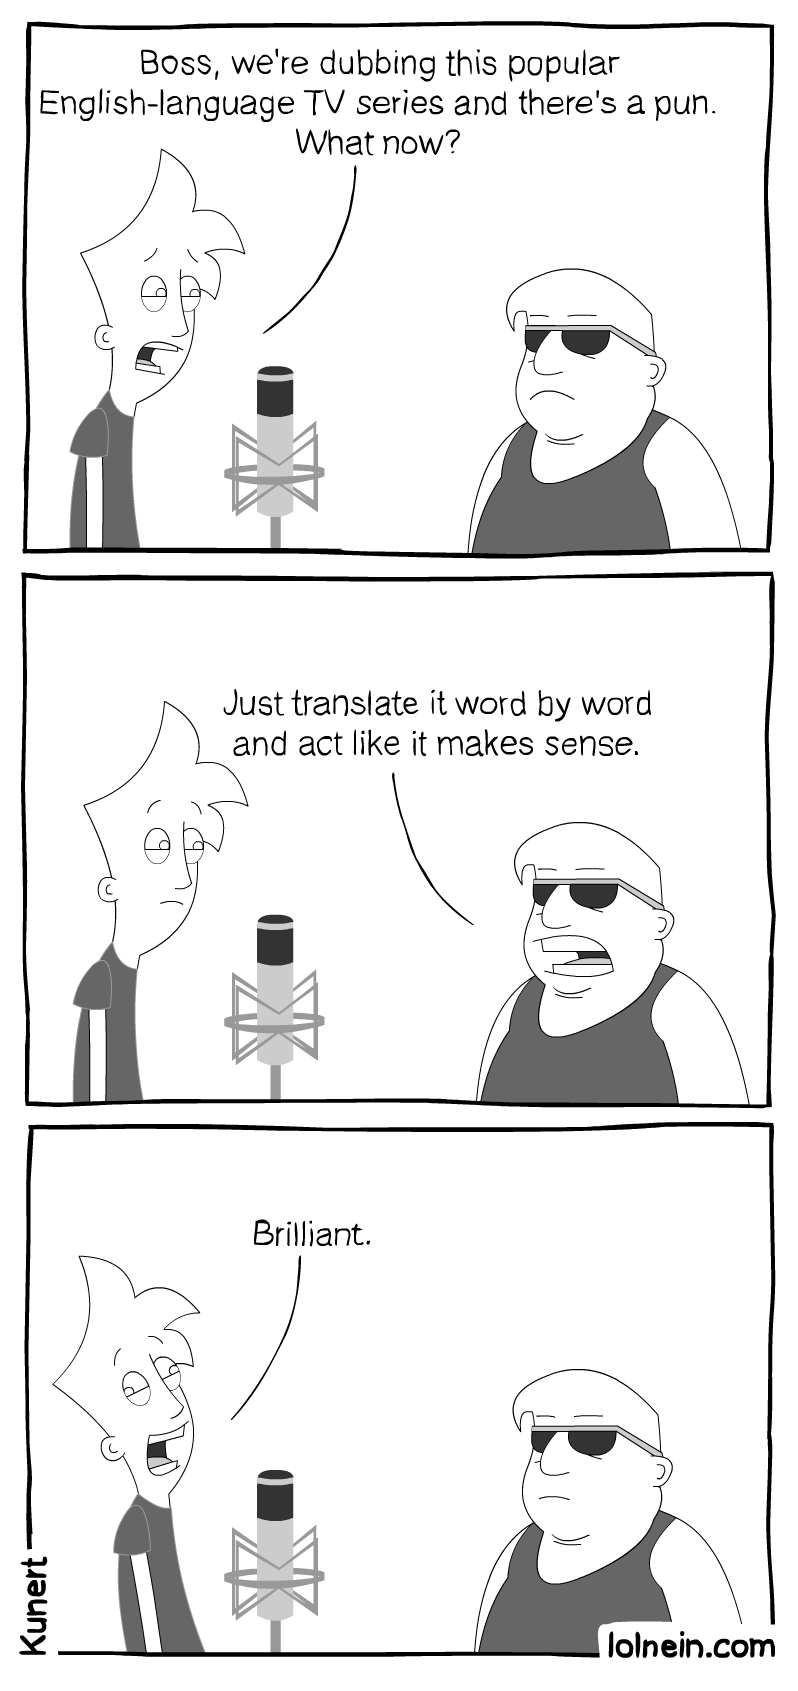 Boss, we're dubbing this popular
English-language TV series and there's a pun.
What now?
Just translate it word by word
and act like it makes sense.
Brilliant.
Kunert
lolnein.com